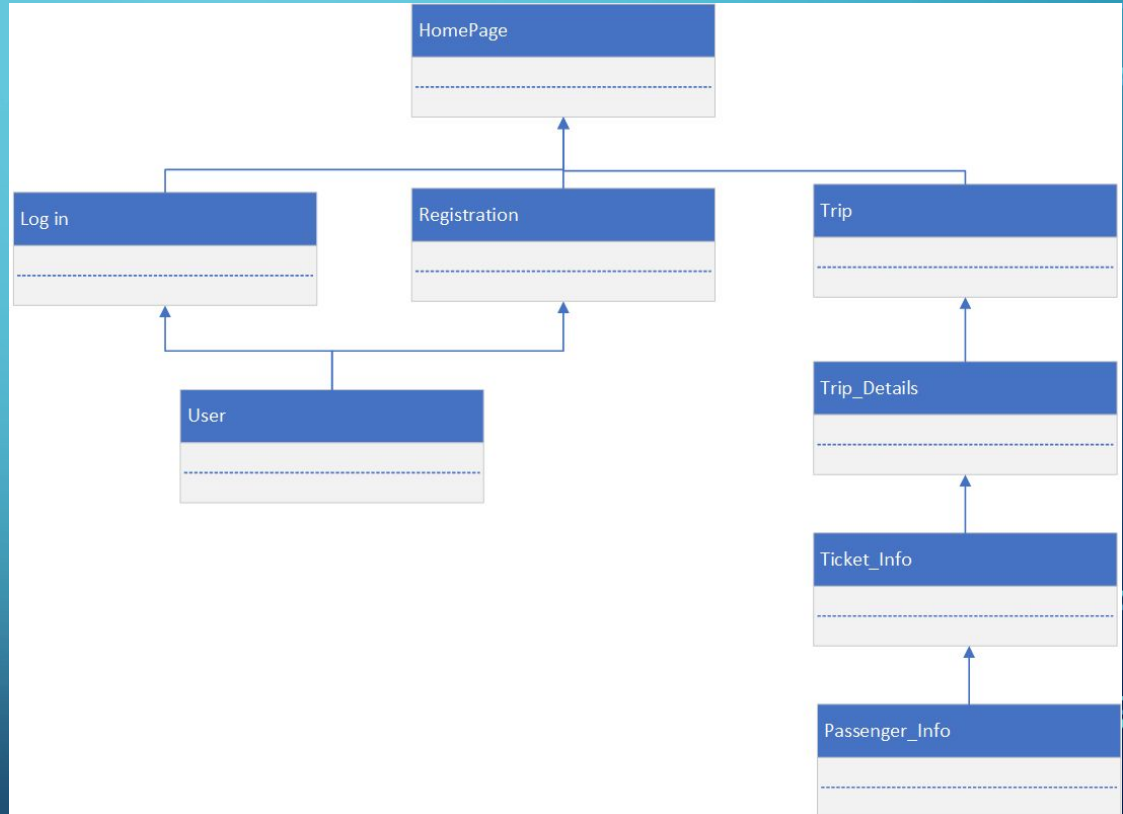 HomePage
Log in
Registration
Trip
Trip_Details
User
Ticket_Info
Passenger_Info